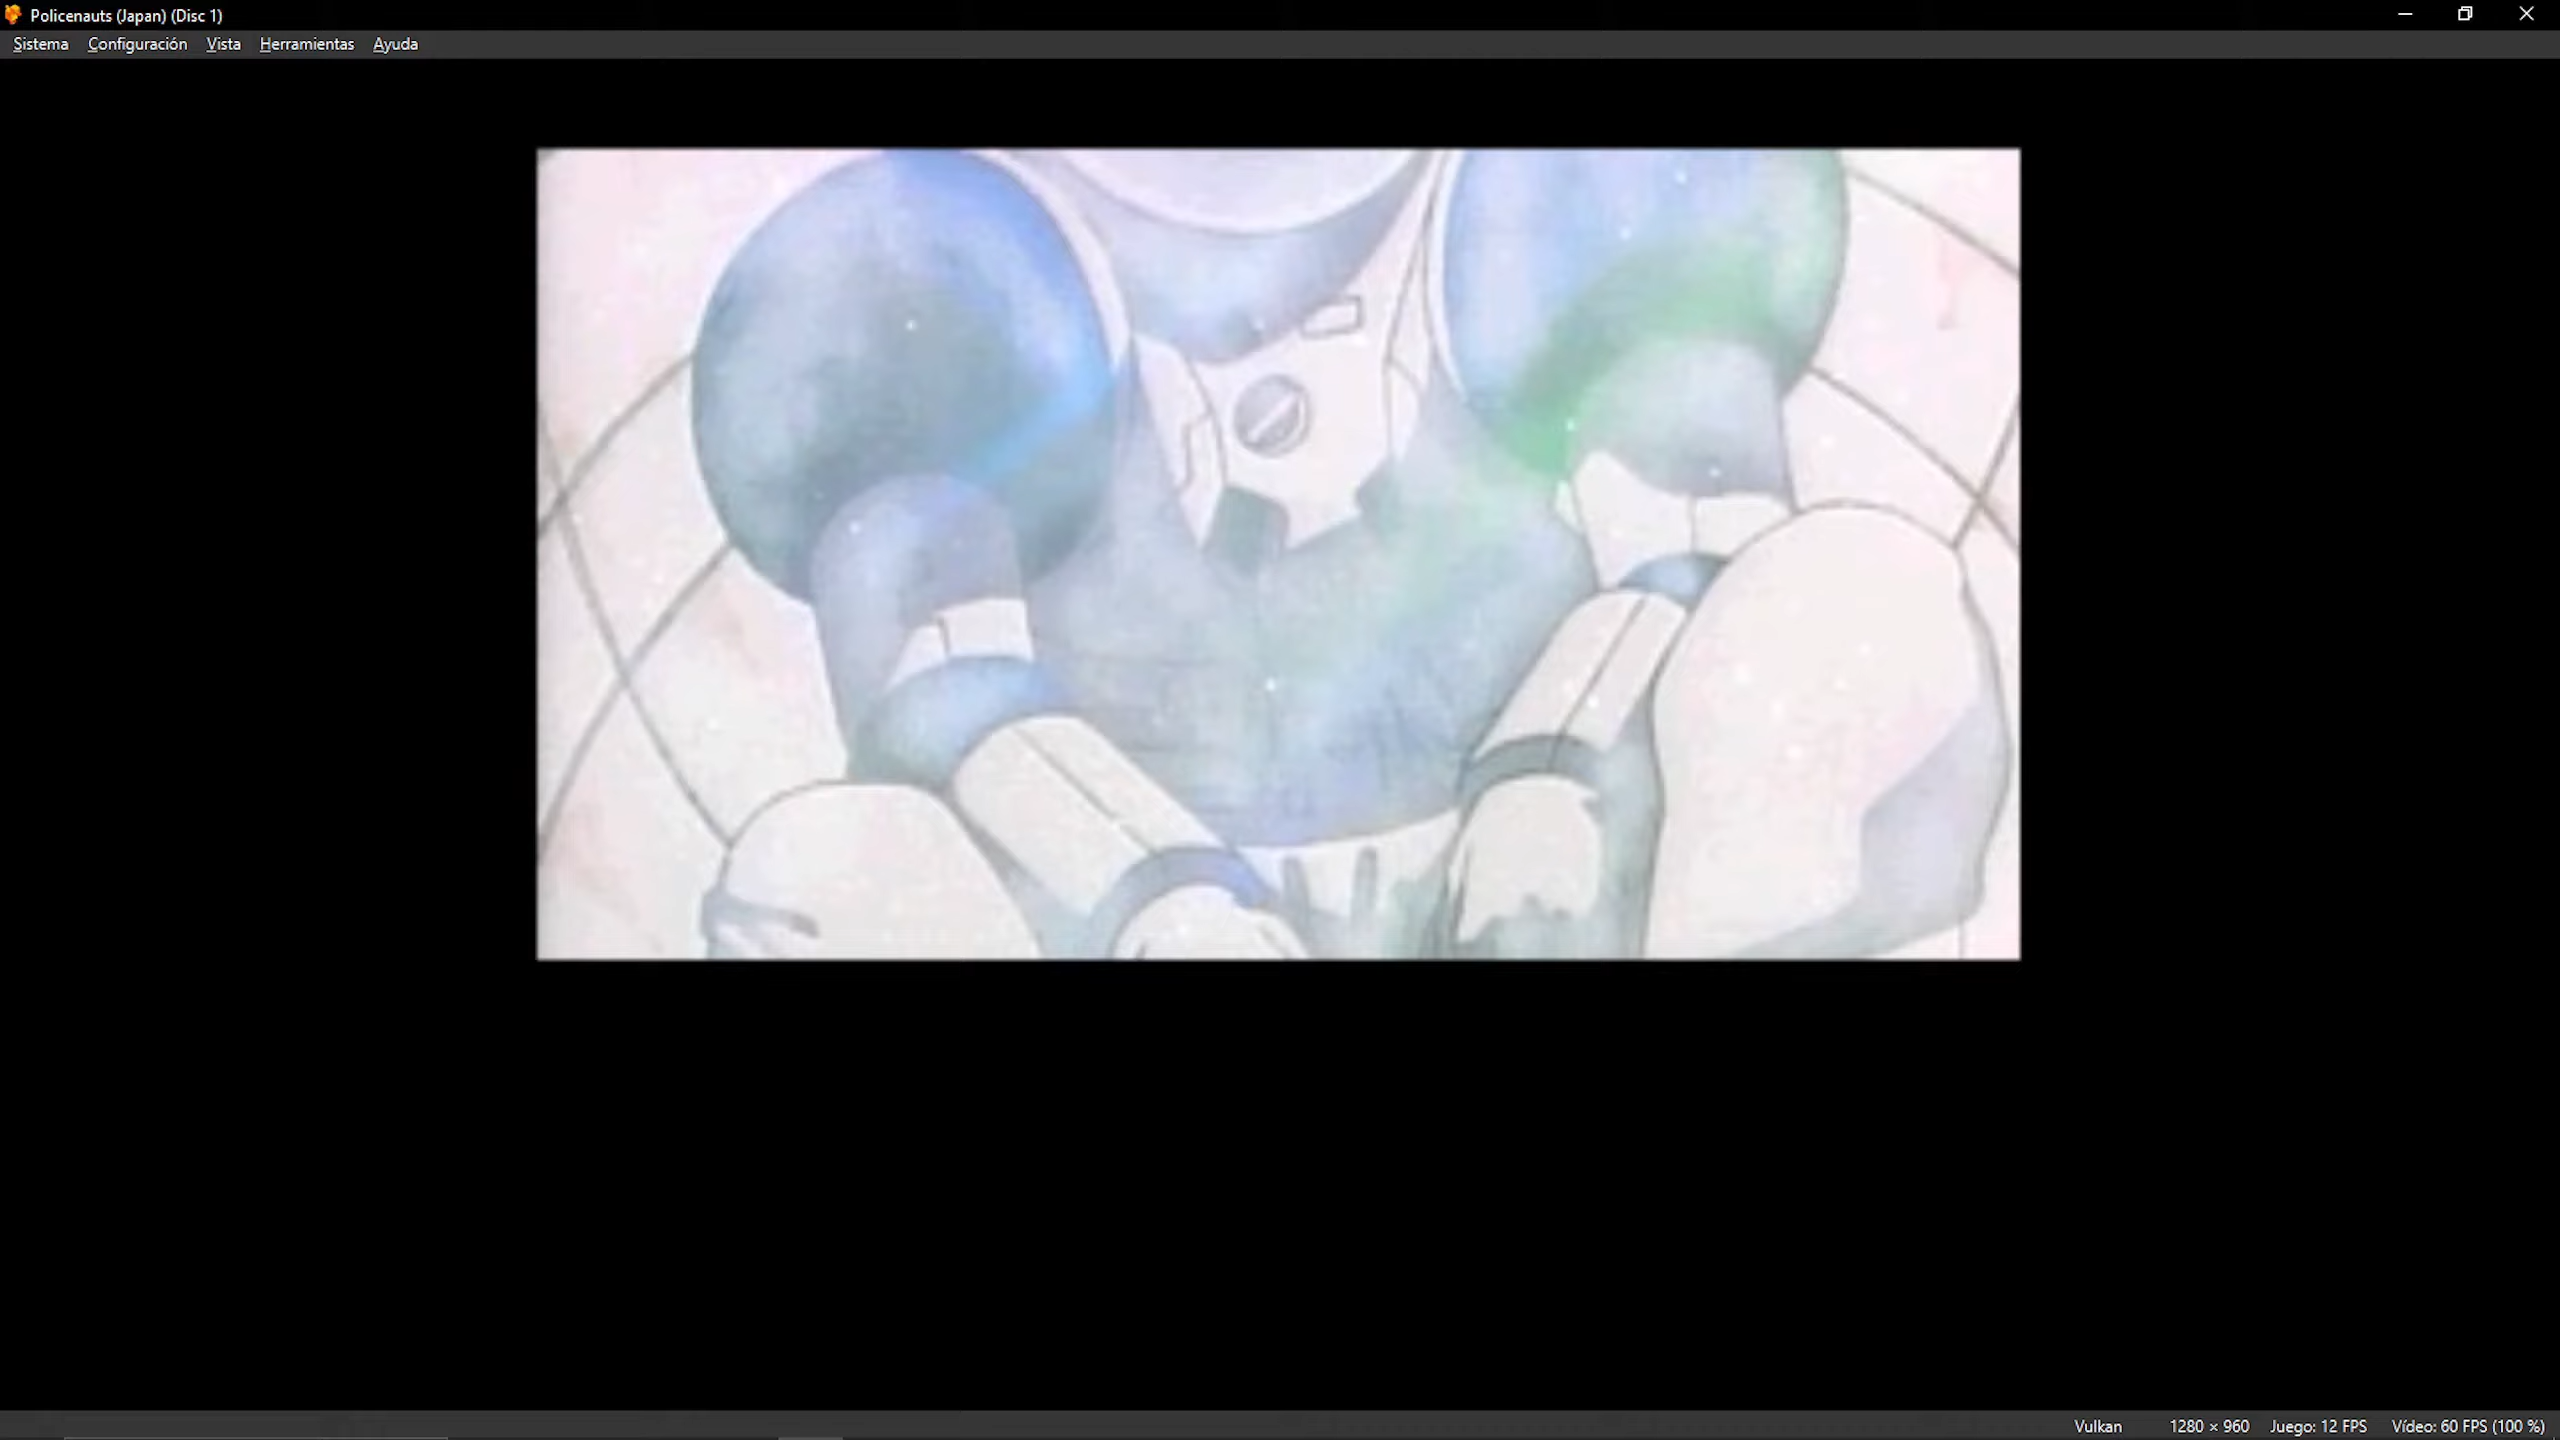 Policenauts (Japan) (Disc 1)
Sistema Configuración Vista Herramientas Ayuda
Vulkan 1280 × 960 Juego: 12 FPS Vídeo: 60 FPS (100 %)